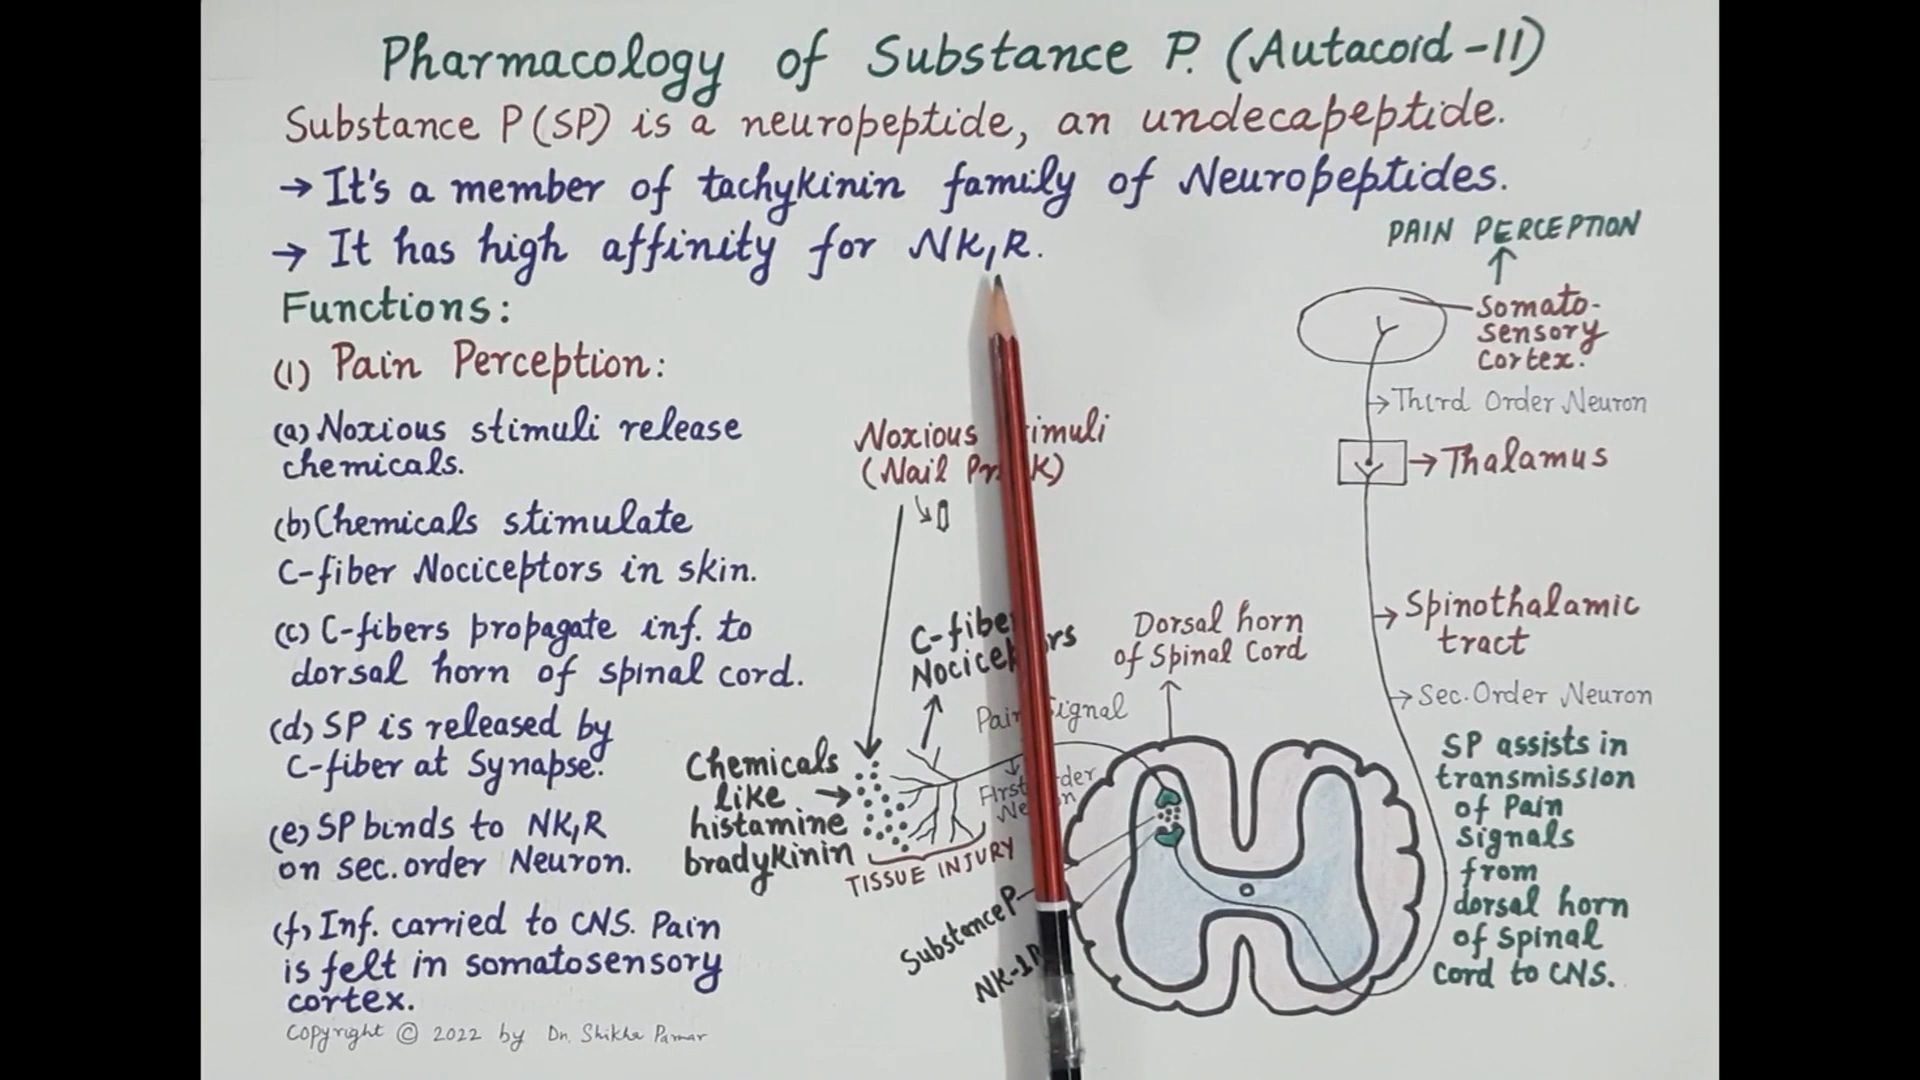 Pharmacology of Substance P. (Autacoid-II)
Substance P(SP) is a neuropeptide, an undecapeptide.
→ It's a member of tachykinin family of Neuropeptides.
→ It has high affinity for NK₁R.
Functions:
(1) Pain Perception:
(a) Noxious stimuli release
chemicals.
(b) Chemicals stimulate
C-fiber Nociceptors in skin.
(c) C-fibers propagate inf. to
dorsal horn of spinal cord.
(d) SP is released by
C-fiber at Synapse.
(e) SP binds to NK₁R
on sec. order Neuron.
(f) Inf. carried to CNS. Pain
is felt in somatosensory
cortex.
Copyright © 2022 by Dr. Shikha Parmar
Noxious
(Nail
C-fiber
Chemicals
like
histamine
bradykinin
TISSUE INJURY
Signal
Substance P
NK-1R
Dorsal horn
of Spinal Cord
PAIN PERCEPTION
Somato-
sensory
cortex.
Third Order Neuron
Thalamus
Spinothalamic
tract
Sec. Order Neuron
SP assists in
transmission
of Pain
Signals
from
dorsal horn
of spinal
cord to CNS.